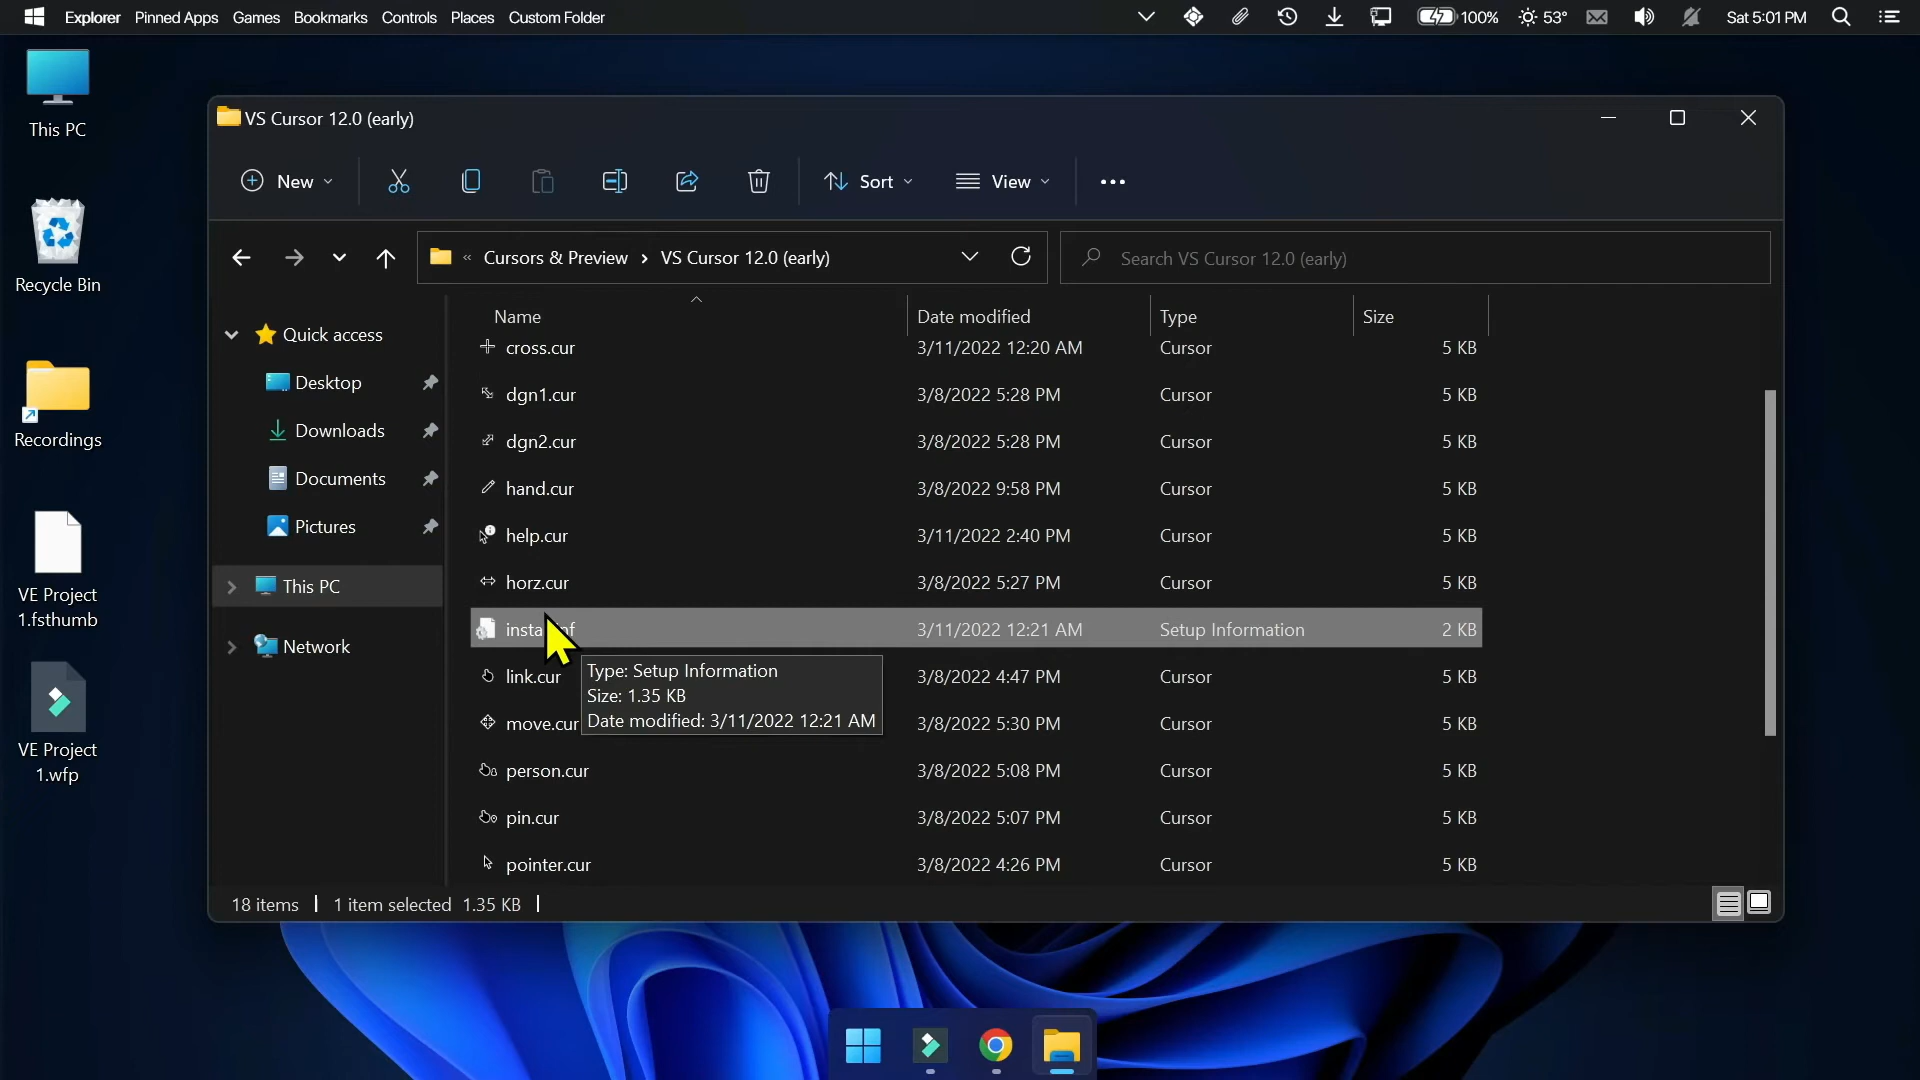 Explorer Pinned Apps Games Bookmarks Controls Places Custom Folder 100% 53° Sat 5:01 PM
This PC
Recycle Bin
Recordings
VE Project
1.fsthumb
VE Project
1.wfp
VS Cursor 12.0 (early)
New Sort View
« Cursors & Preview › VS Cursor 12.0 (early) Search VS Cursor 12.0 (early)
Quick access
Desktop
Downloads
Documents
Pictures
This PC
Network
Name Date modified Type Size
cross.cur 3/11/2022 12:20 AM Cursor 5 KB
dgn1.cur 3/8/2022 5:28 PM Cursor 5 KB
dgn2.cur 3/8/2022 5:28 PM Cursor 5 KB
hand.cur 3/8/2022 9:58 PM Cursor 5 KB
help.cur 3/11/2022 2:40 PM Cursor 5 KB
horz.cur 3/8/2022 5:27 PM Cursor 5 KB
3/11/2022 12:21 AM Setup Information 2 KB
link.cur 3/8/2022 4:47 PM Cursor 5 KB
move.cur 3/8/2022 5:30 PM Cursor 5 KB
person.cur 3/8/2022 5:08 PM Cursor 5 KB
pin.cur 3/8/2022 5:07 PM Cursor 5 KB
pointer.cur 3/8/2022 4:26 PM Cursor 5 KB
Type: Setup Information
Size: 1.35 KB
Date modified: 3/11/2022 12:21 AM
18 items 1 item selected 1.35 KB